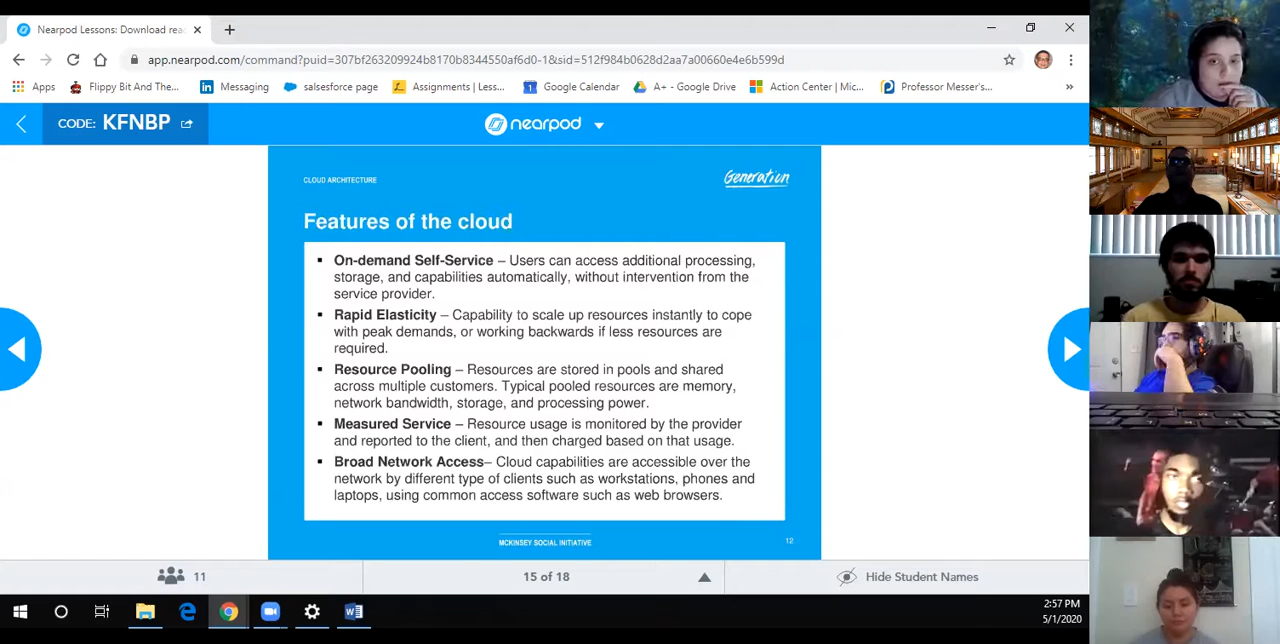 Nearpod Lessons: Download rea
app.nearpod.com/command?puid=307bf263209924b8170b8344550af6d0-1&sid=512f984b0628d2aa7a00660e4e6b599d
Apps Flippy Bit And The... Messaging salsesforce page Assignments | Less... Google Calendar A+ - Google Drive Action Center | Mic... Professor Messer's... »
CODE: KFNBP nearpod
CLOUD ARCHITECTURE Generation
Features of the cloud
▪ On-demand Self-Service – Users can access additional processing,
storage, and capabilities automatically, without intervention from the
service provider.
▪ Rapid Elasticity – Capability to scale up resources instantly to cope
with peak demands, or working backwards if less resources are
required.
▪ Resource Pooling – Resources are stored in pools and shared
across multiple customers. Typical pooled resources are memory,
network bandwidth, storage, and processing power.
▪ Measured Service – Resource usage is monitored by the provider
and reported to the client, and then charged based on that usage.
▪ Broad Network Access– Cloud capabilities are accessible over the
network by different type of clients such as workstations, phones and
laptops, using common access software such as web browsers.
MCKINSEY SOCIAL INITIATIVE 12
11 15 of 18 Hide Student Names
2:57 PM
5/1/2020